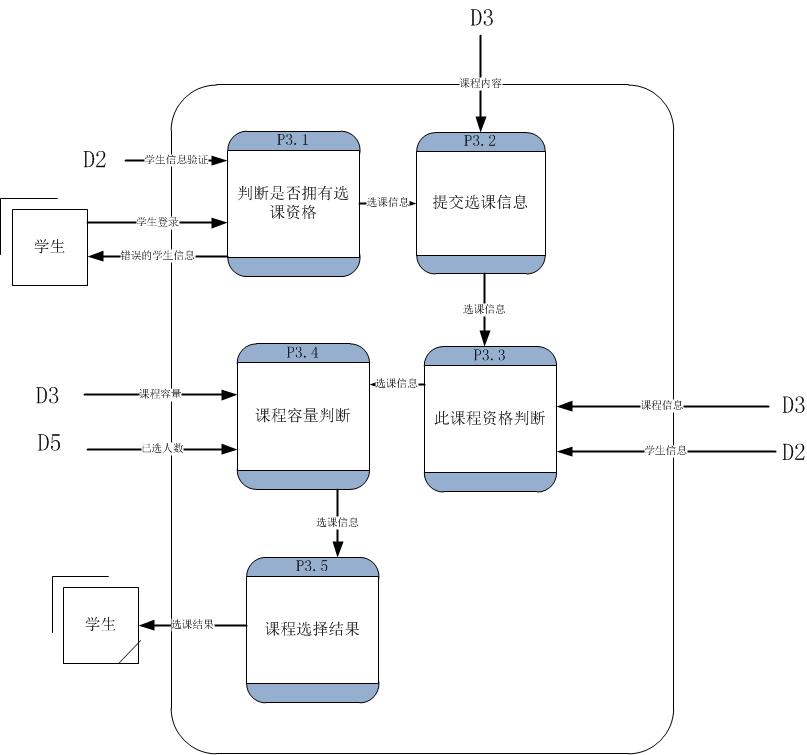 D3
课程内容
P3.1
P3.2
D2
学生信息验证
判断是否拥有选
课资格
选课信息
提交选课信息
学生登录
学生
错误的学生信息
选课信息
P3.4
P3.3
选课信息
D3
课程容量
课程容量判断
此课程资格判断
课程信息
D3
D5
已选人数
学生信息
D2
选课信息
P3.5
学生
选课结果
课程选择结果